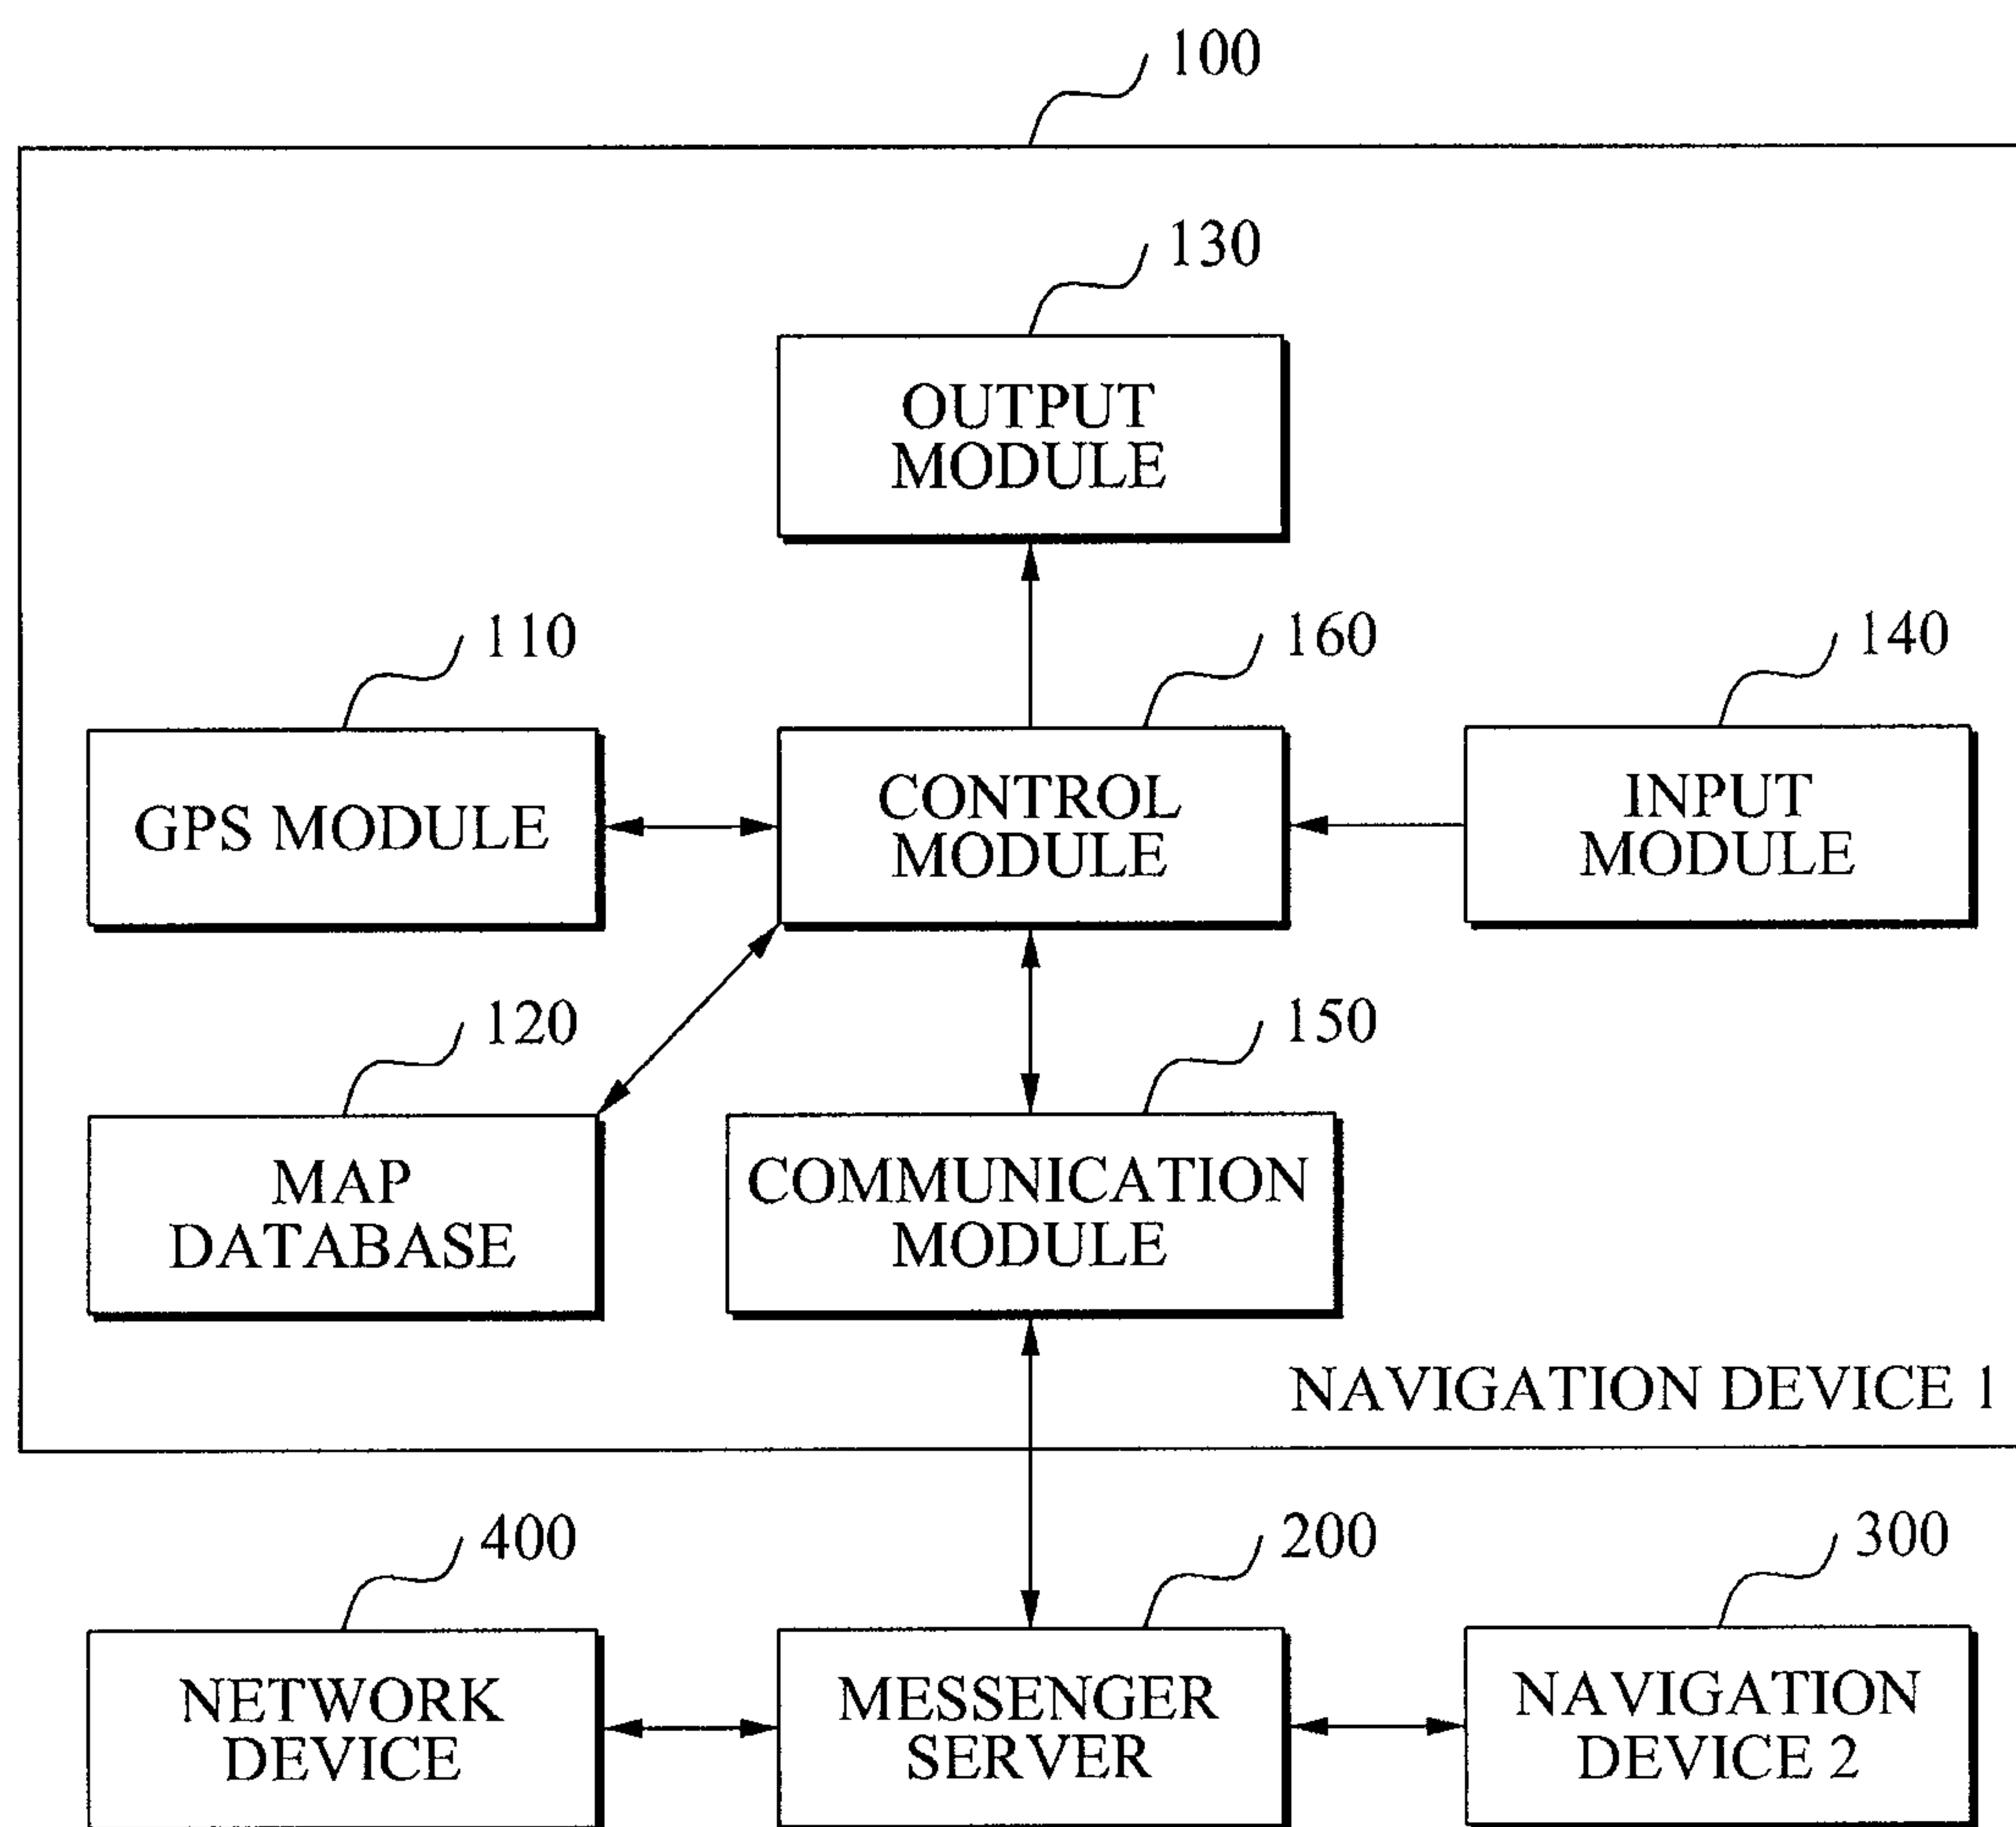 100
130
OUTPUT
MODULE
110
160
140
GPS MODULE
CONTROL
MODULE
INPUT
MODULE
120
150
MAP
DATABASE
COMMUNICATION
MODULE
NAVIGATION DEVICE 1
400
200
300
NETWORK
DEVICE
MESSENGER
SERVER
NAVIGATION
DEVICE 2